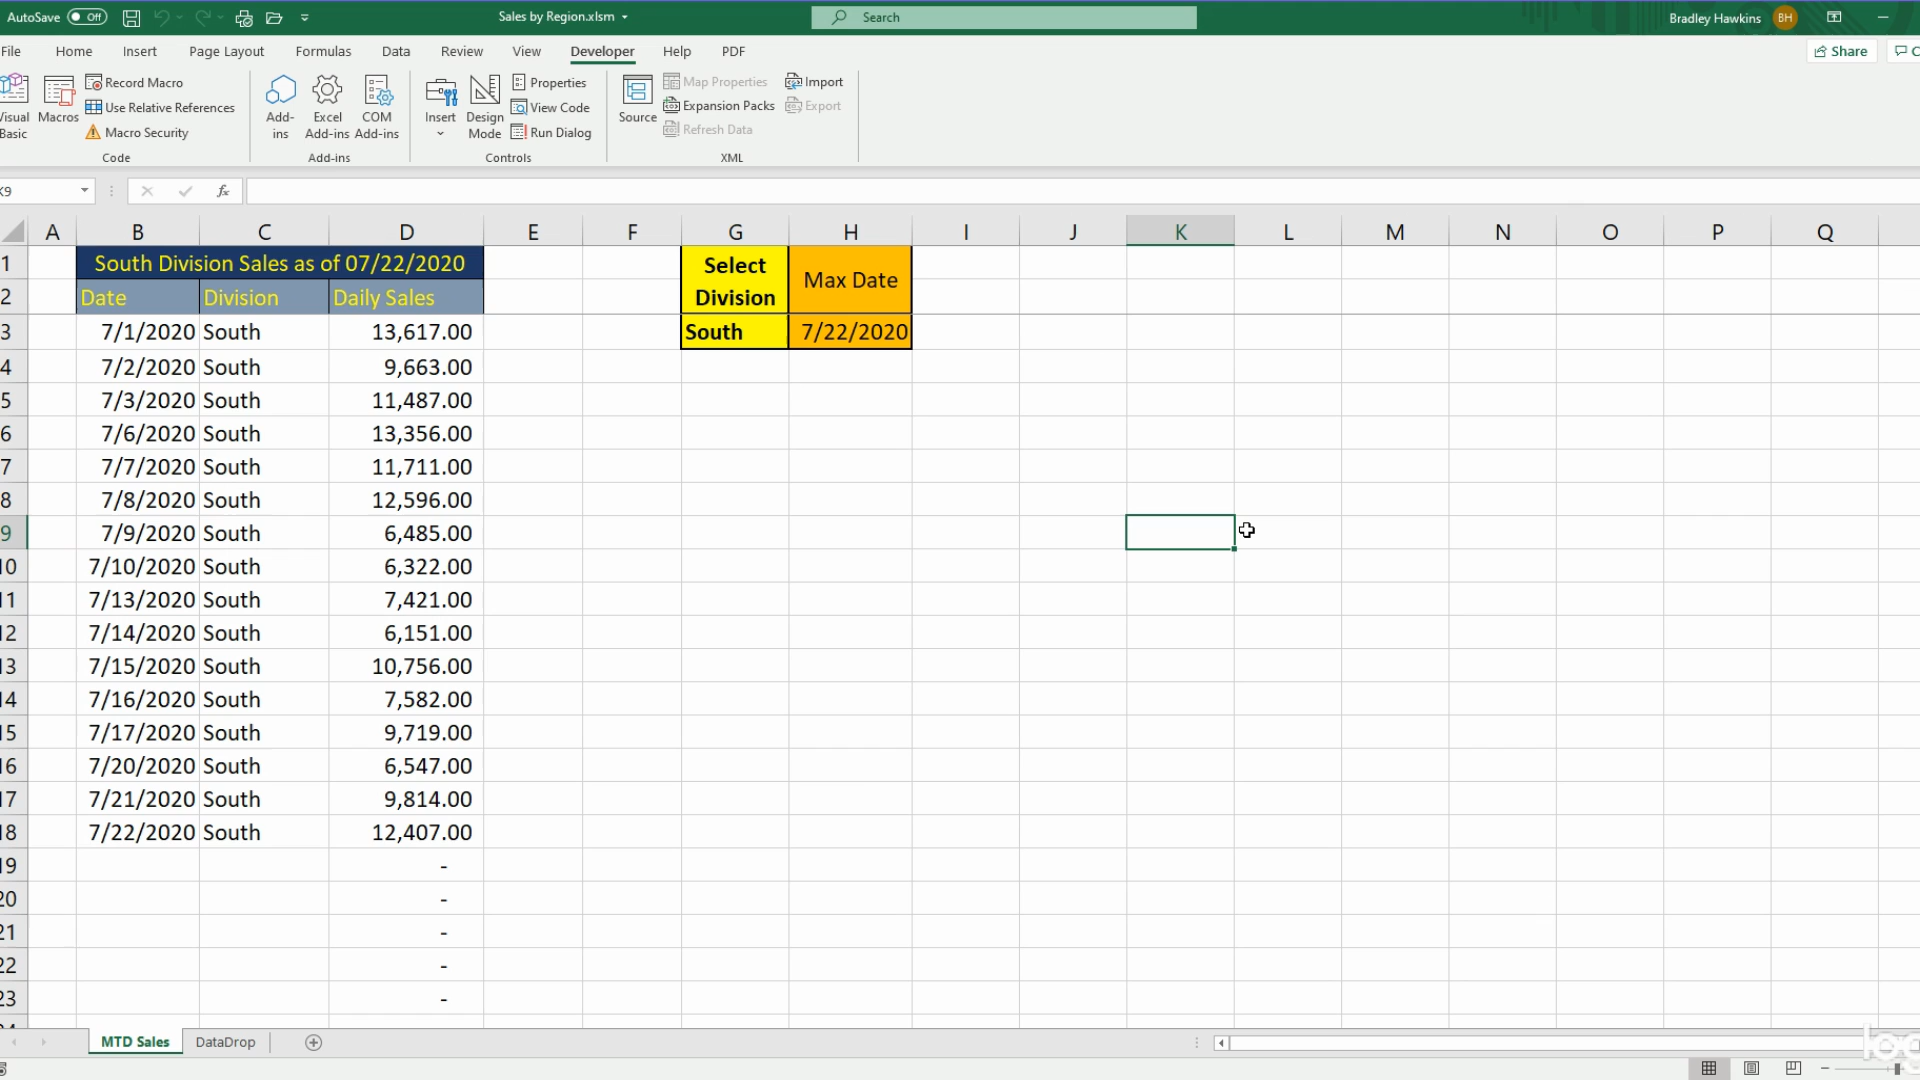 AutoSave Off Sales by Region.xlsm Search Bradley Hawkins BH
File Home Insert Page Layout Formulas Data Review View Developer Help PDF Share
Visual Basic
Macros
Record Macro
Use Relative References
Macro Security
Code
Add-ins
Excel Add-ins
COM Add-ins
Add-ins
Insert
Design Mode
Properties
View Code
Run Dialog
Controls
Source
Map Properties
Expansion Packs
Refresh Data
Import
Export
XML
K9 fx
A B C D E F G H I J K L M N O P Q
1 South Division Sales as of 07/22/2020 Select Division Max Date
2 Date Division Daily Sales
3 7/1/2020 South 13,617.00 South 7/22/2020
4 7/2/2020 South 9,663.00
5 7/3/2020 South 11,487.00
6 7/6/2020 South 13,356.00
7 7/7/2020 South 11,711.00
8 7/8/2020 South 12,596.00
9 7/9/2020 South 6,485.00
10 7/10/2020 South 6,322.00
11 7/13/2020 South 7,421.00
12 7/14/2020 South 6,151.00
13 7/15/2020 South 10,756.00
14 7/16/2020 South 7,582.00
15 7/17/2020 South 9,719.00
16 7/20/2020 South 6,547.00
17 7/21/2020 South 9,814.00
18 7/22/2020 South 12,407.00
19 -
20 -
21 -
22 -
23 -
MTD Sales DataDrop